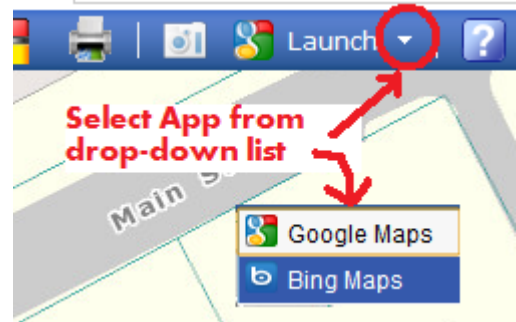 Launch
?
Select App from
drop-down list
Main S
Google Maps
b Bing Maps